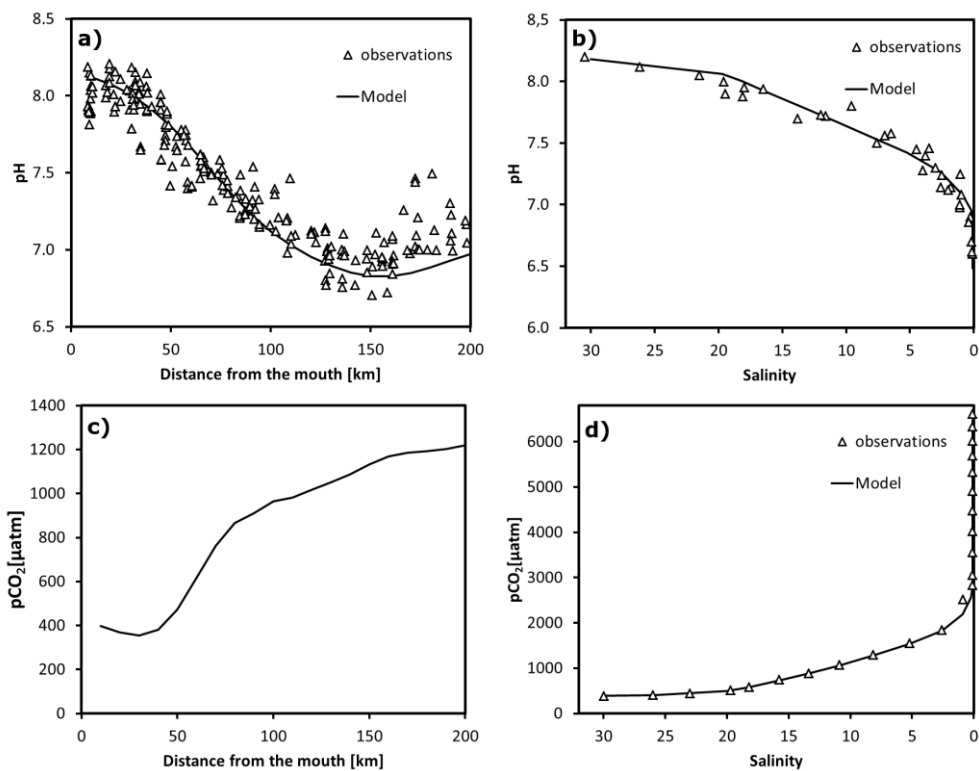 a)
observations
Model
8.5
8.0
7.5
7.0
6.5
pH
0
50
100
150
200
Distance from the mouth [km]
b)
observations
Model
8,5
8.0
7.5
7.0
6.5
6.0
pH
30
25
20
15
10
5
0
Salinity
c)
1400
1200
1000
800
600
400
200
0
pCO₂[µatm]
0
50
100
150
200
Distance from the mouth [km]
d)
observations
Model
6000
5000
4000
3000
2000
1000
0
pCO₂[µatm]
30
25
20
15
10
5
0
Salinity